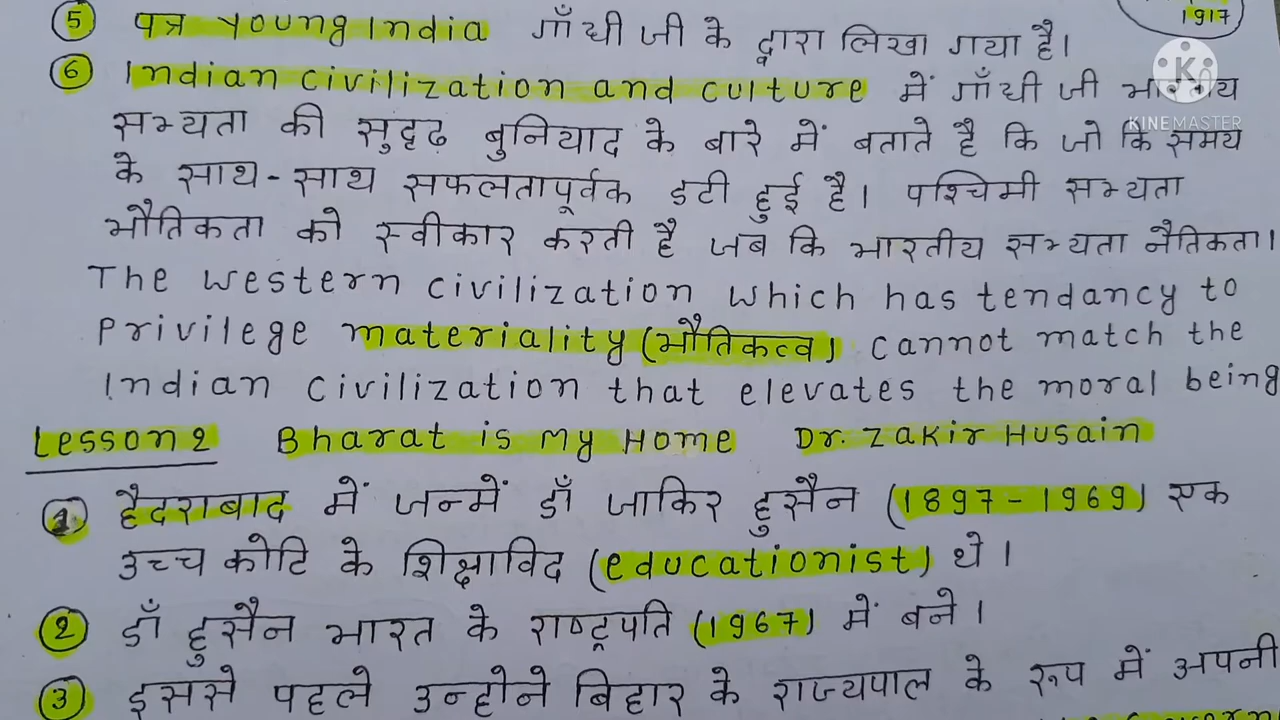 1917
⑤ पत्र Young India गाँधी जी के द्वारा लिखा गया है।
⑥ Indian civilization and culture में गाँधी जी भारतीय
KINEMASTER
सभ्यता की सुदृढ़ बुनियाद के बारे में बताते है कि जो कि समय
के साथ-साथ सफलतापूर्वक डटी हुई है। पश्चिमी सभ्यता
भौतिकता को स्वीकार करती है जब कि भारतीय सभ्यता नैतिकता।
The western civilization which has tendancy to
privilege materiality (भौतिकत्व) cannot match the
Indian civilization that elevates the moral being
Lesson 2 Bharat is My Home Dr. Zakir Husain
① हैदराबाद में जन्में डॉ जाकिर हुसैन (1897-1969) एक
उच्च कोटि के शिक्षाविद (educationist) थे।
② डॉ हुसैन भारत के राष्ट्रपति (1967) में बने।
③ इससे पहले उन्होने बिहार के राज्यपाल के रूप में अपनी